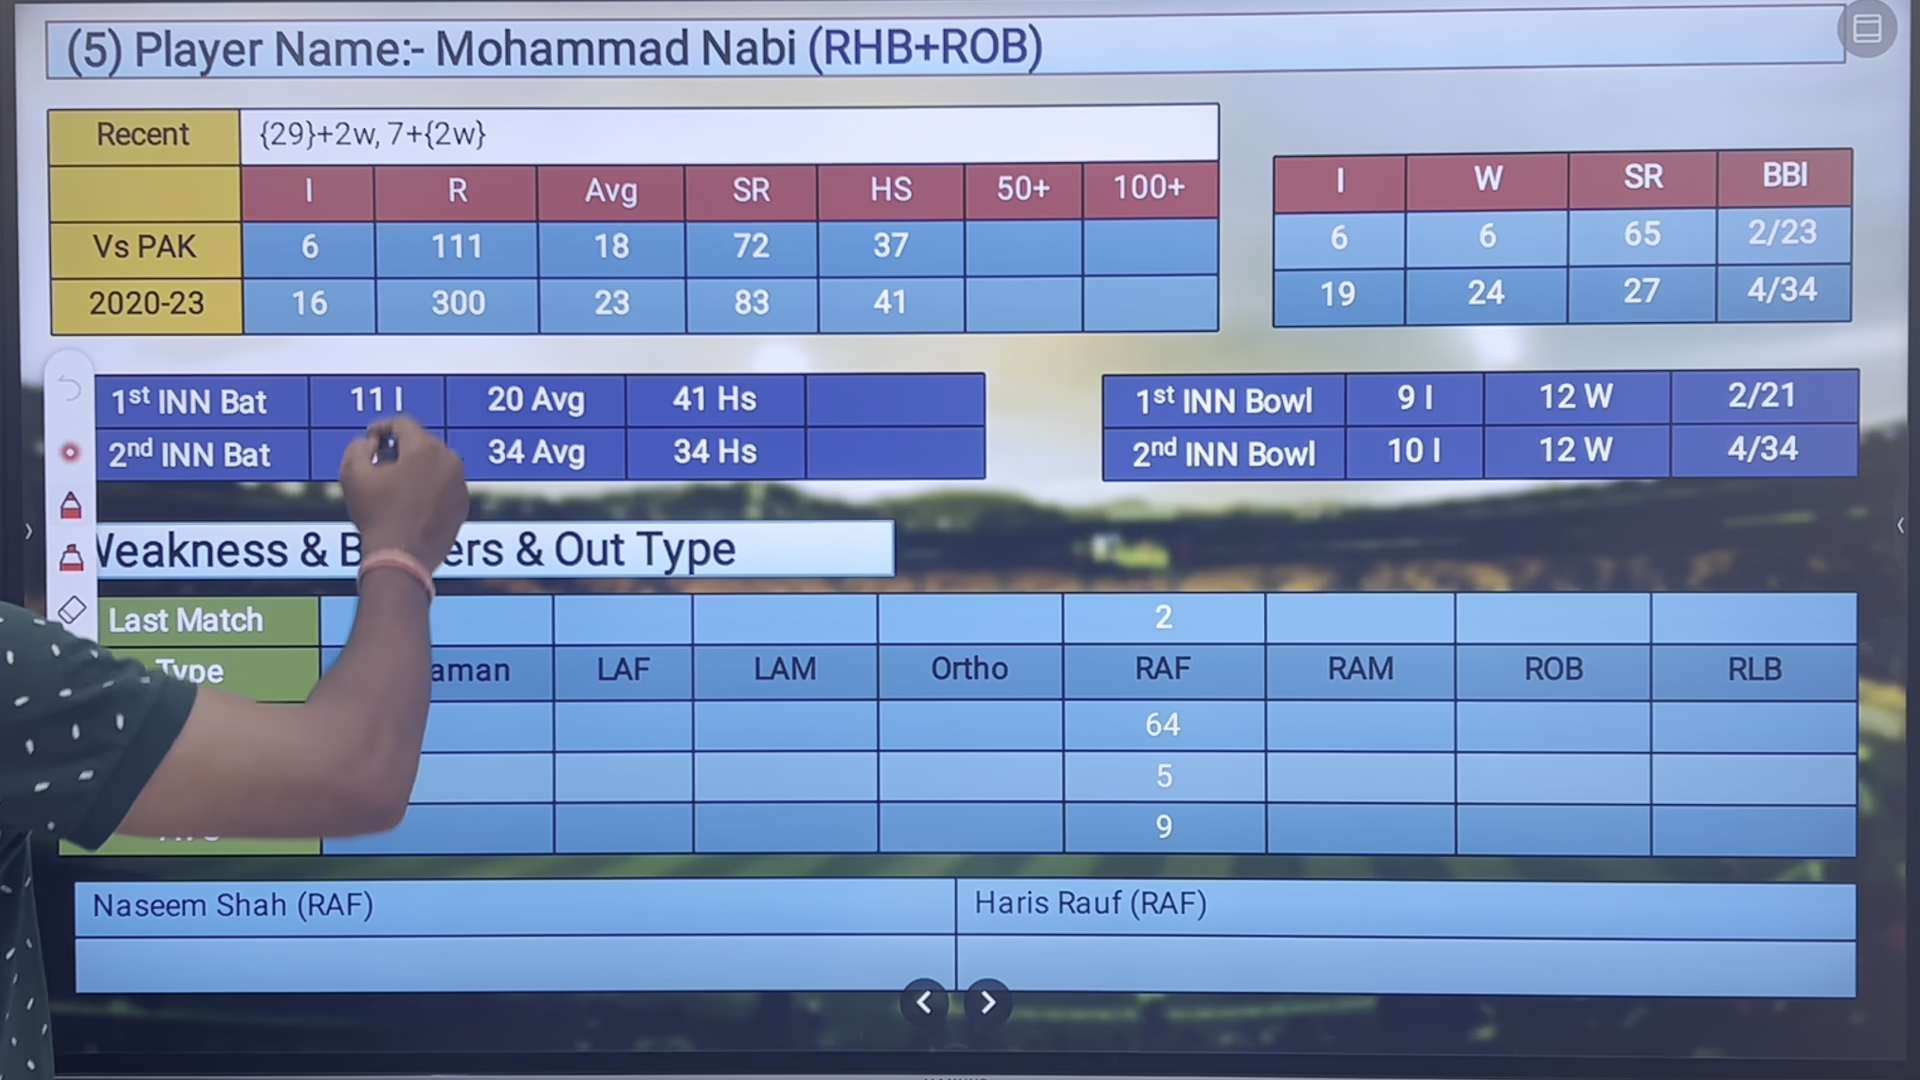 (5) Player Name:- Mohammad Nabi (RHB+ROB)
Recent {29}+2w, 7+{2w}
I R Avg SR HS 50+ 100+
Vs PAK 6 111 18 72 37
2020-23 16 300 23 83 41
I W SR BBI
6 6 65 2/23
19 24 27 4/34
1st INN Bat 11 I 20 Avg 41 Hs
2nd INN Bat 34 Avg 34 Hs
1st INN Bowl 9 I 12 W 2/21
2nd INN Bowl 10 I 12 W 4/34
Weakness & B ers & Out Type
Last Match 2
Type aman LAF LAM Ortho RAF RAM ROB RLB
64
5
9
Naseem Shah (RAF) Haris Rauf (RAF)